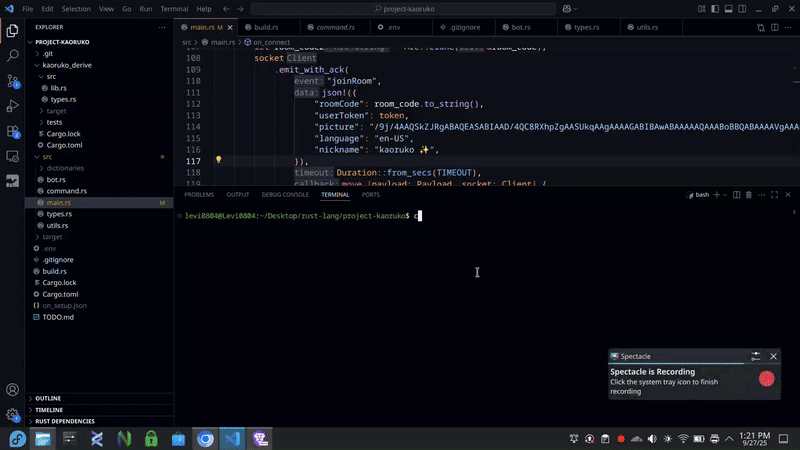 File Edit Selection View Go Run Terminal Help
project-kaoruko
EXPLORER
PROJECT-KAORUKO
.git
kaoruko_derive
src
lib.rs
types.rs
target
tests
Cargo.lock
Cargo.toml
src
dictionaries
bot.rs
command.rs
main.rs M
types.rs
utils.rs
target
.env
.gitignore
build.rs
Cargo.lock
Cargo.toml
on_setup.json
TODO.md
OUTLINE
TIMELINE
RUST DEPENDENCIES
main.rs M
build.rs
command.rs
.env
.gitignore
bot.rs
types.rs
utils.rs
src > main.rs > on_connect
108 socket Client
109 .emit_with_ack(
110 event: "joinRoom",
111 data: json!({
112 "roomCode": room_code.to_string(),
113 "userToken": token,
114 "picture": "/9j/4AAQSkZJRgABAQEASABIAAD/4QC8RXhpZgAASUkqAAgAAAAGABIBAwABAAAAAQAAABoBBQABAAAAVgAAA
115 "language": "en-US",
116 "nickname": "kaoruko ✨",
117 }),
118 timeout: Duration::from_secs(TIMEOUT),
119 callback: move |payload: Payload, socket: Client| {
PROBLEMS OUTPUT DEBUG CONSOLE TERMINAL PORTS
bash
levi0804@Levi0804:~/Desktop/rust-lang/project-kaoruko$ c
Spectacle
Spectacle is Recording
Click the system tray icon to finish
recording
1:21 PM
9/27/25